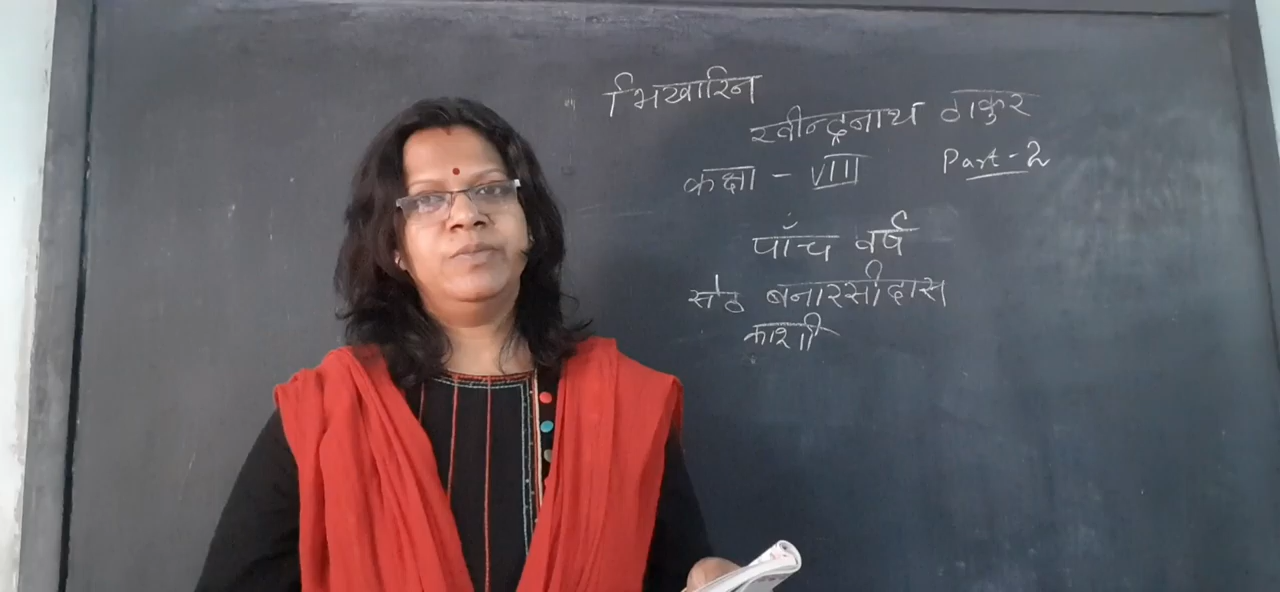 भिखारिन
रवीन्द्रनाथ ठाकुर
कक्षा - VIII Part-2
पाँच वर्ष
सेठ बनारसीदास
काशी